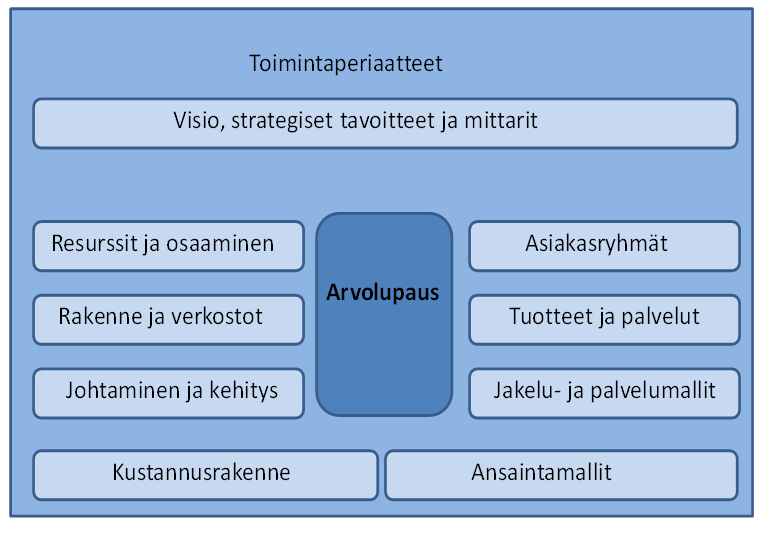 Toimintaperiaatteet
Visio, strategiset tavoitteet ja mittarit
Resurssit ja osaaminen
Rakenne ja verkostot
Johtaminen ja kehitys
Arvolupaus
Asiakasryhmät
Tuotteet ja palvelut
Jakelu- ja palvelumallit
Kustannusrakenne
Ansaintamallit